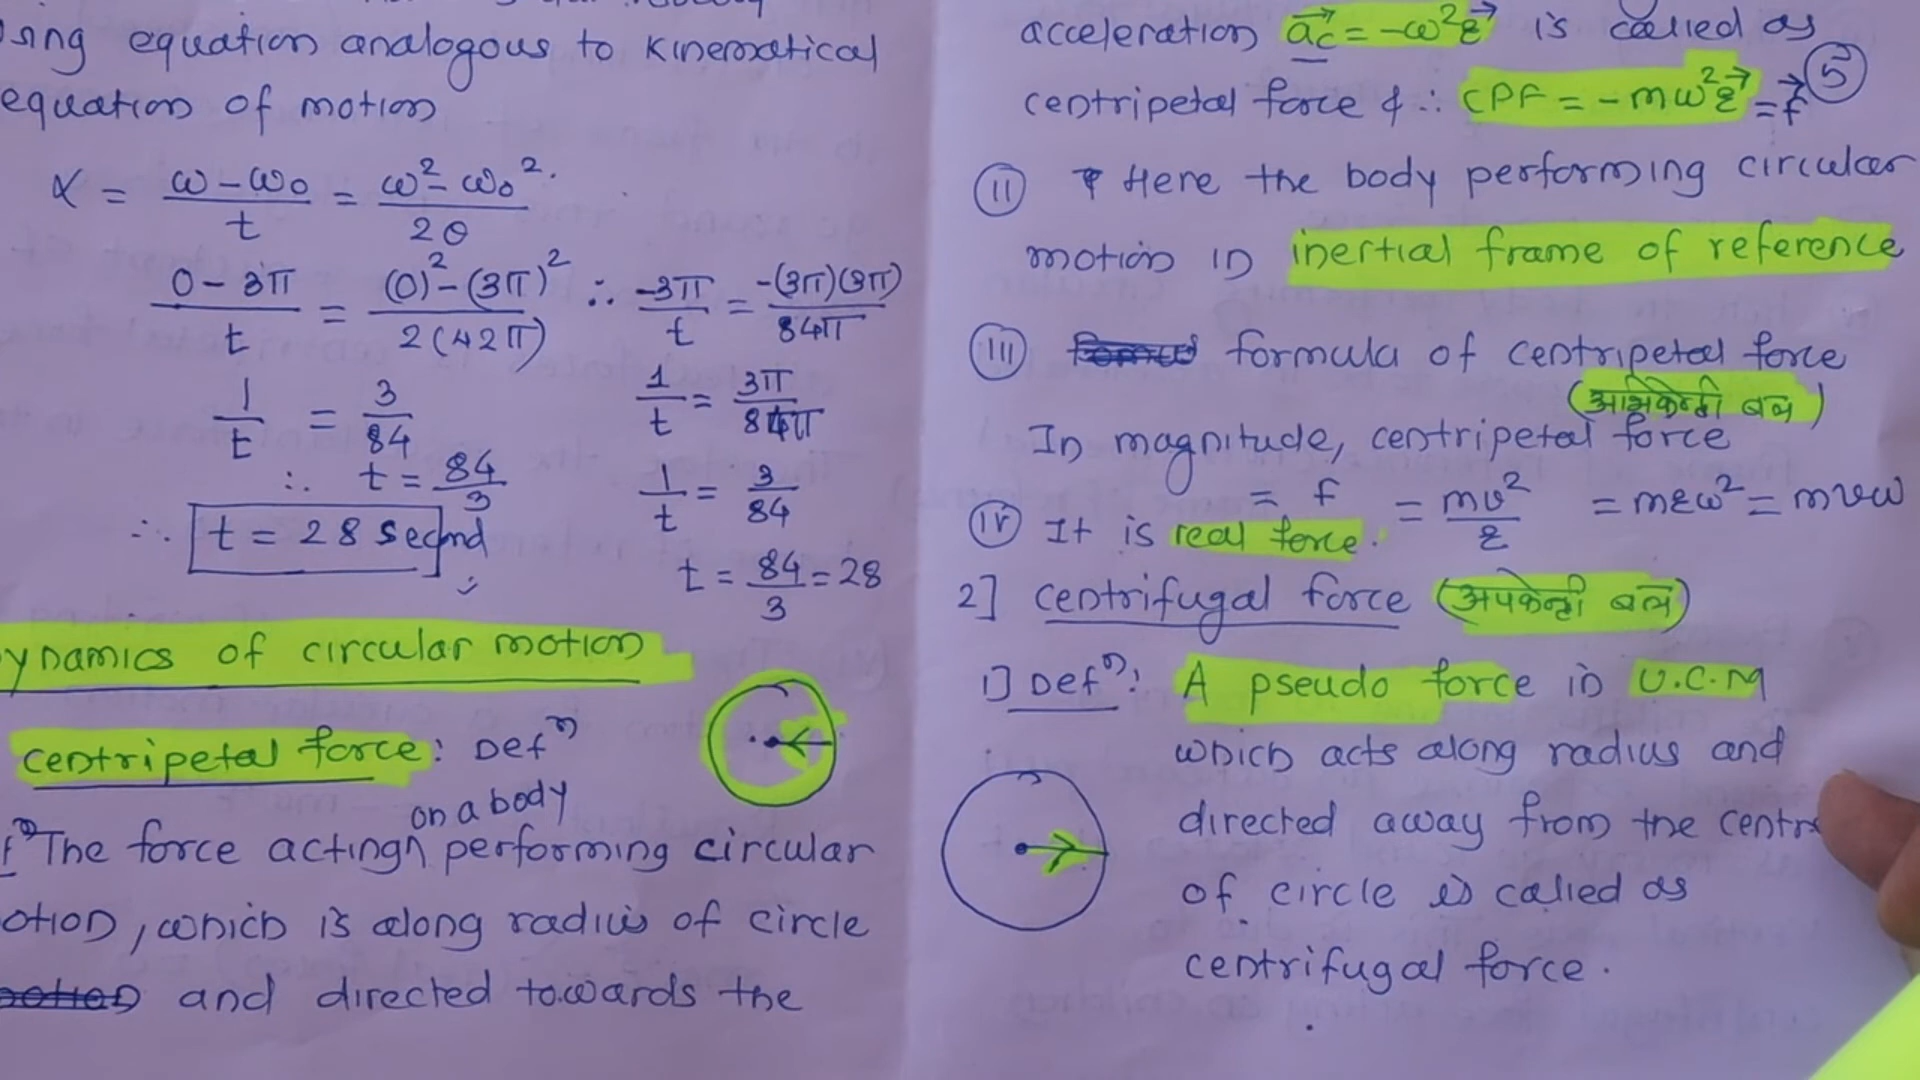 equation analogous to kinematical
equation of motion
α = ω - ω₀ / t = ω² - ω₀² / 2θ
0 - 3π / t = (0)² - (3π)² / 2(42π) ∴ -3π / t = -(3π)(3π) / 84π
1/t = 3/84
1/t = 3π/84π
∴ t = 84/3
1/t = 3/84
∴ t = 28 second
t = 84/3 = 28
ynamics of circular motion
centripetal force: Defⁿ
on a body
The force acting^ performing circular
otion, which is along radius of circle
and directed towards the
acceleration a⃗c = -ω²r⃗ is called as
centripetal force & ∴ CPF = -mω²r⃗ = f⃗
5
(II) Here the body performing circular
motion in inertial frame of reference
(III) formula of centripetal force
(अभिकेन्द्री बल)
In magnitude, centripetal force
= F = mv²/r = mrω² = mvω
(IV) It is real force.
2] centrifugal force (अपकेन्द्री बल)
1] Defⁿ: A pseudo force in U.C.M
which acts along radius and
directed away from the centr
of circle is called as
centrifugal force.